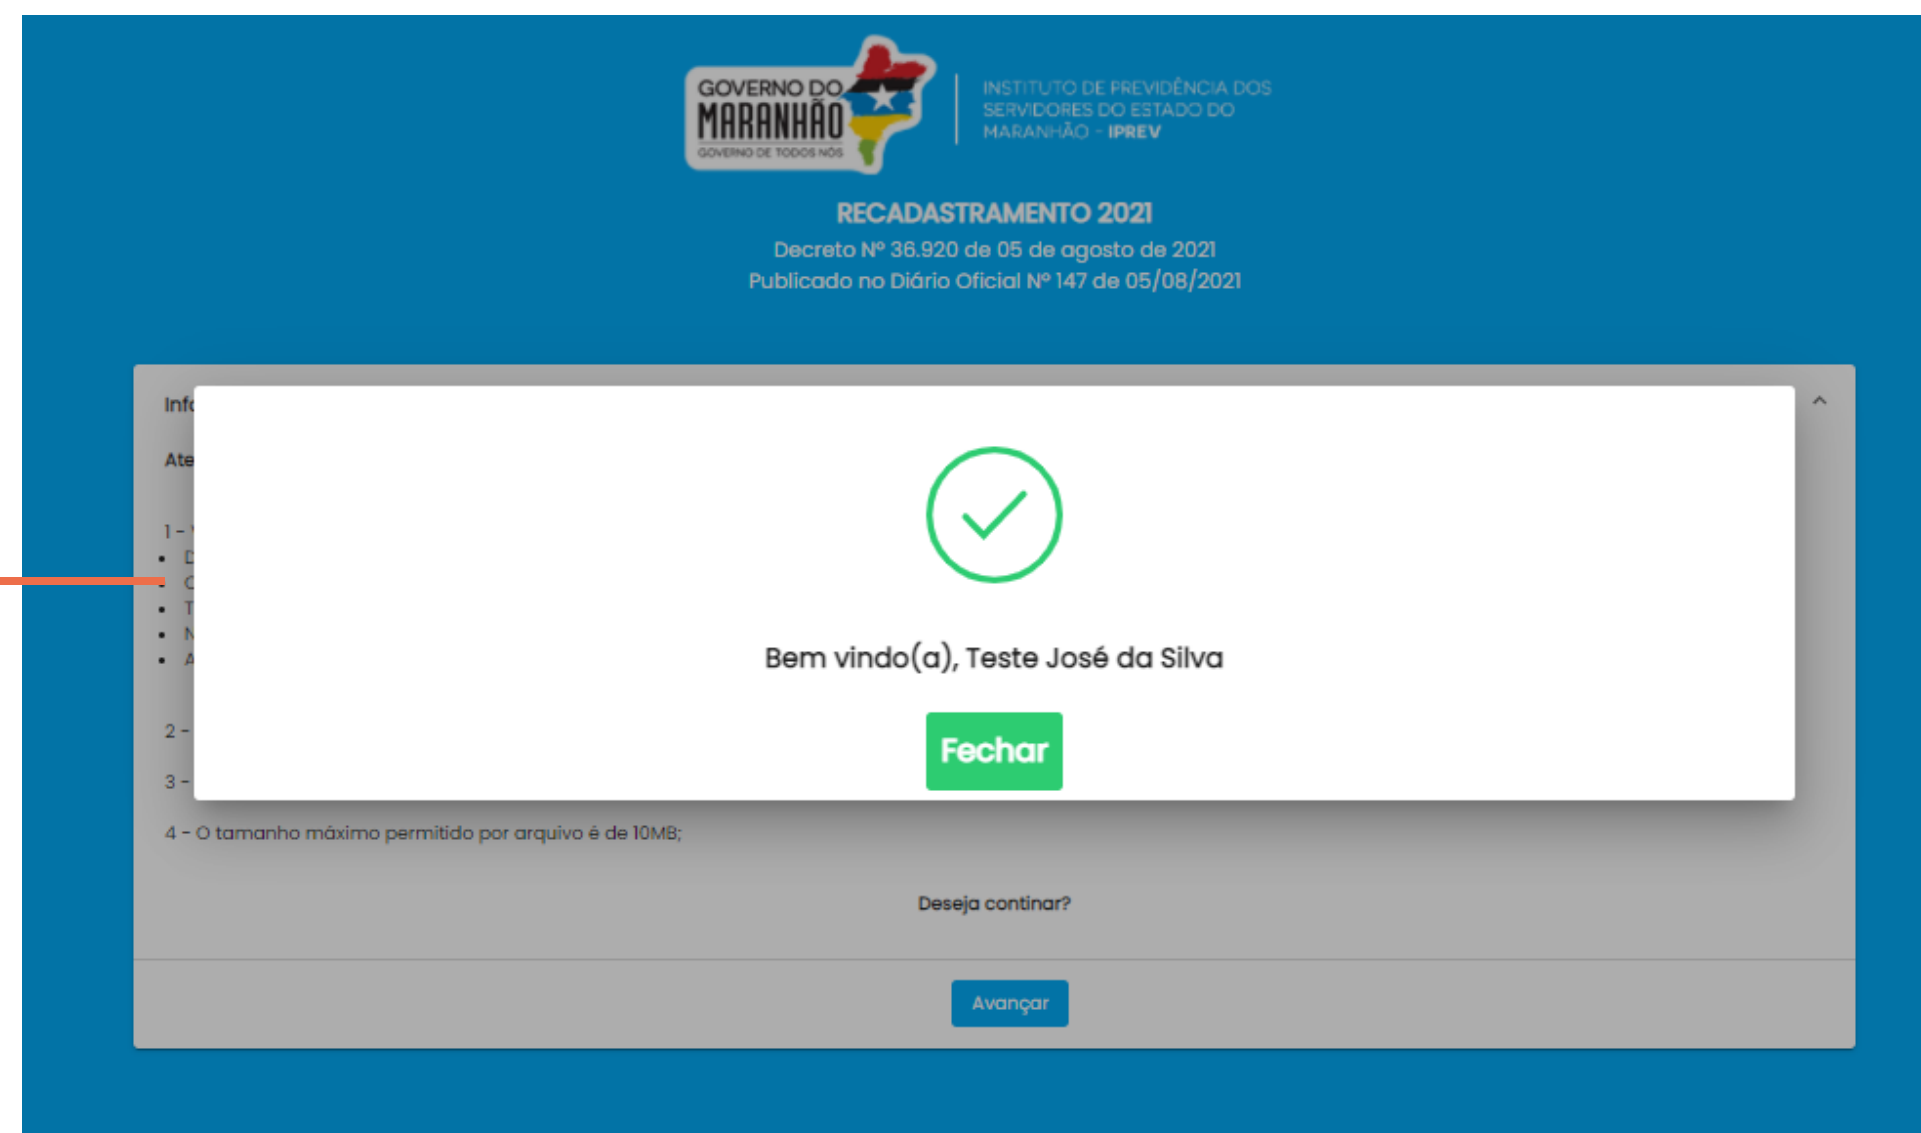 GOVERNO DO
MARANHÃO
GOVERNO DE TODOS NÓS
INSTITUTO DE PREVIDÊNCIA DOS
SERVIDORES DO ESTADO DO
MARANHÃO - IPREV
RECADASTRAMENTO 2021
Decreto Nº 36.920 de 05 de agosto de 2021
Publicado no Diário Oficial Nº 147 de 05/08/2021
Bem vindo(a), Teste José da Silva
Fechar
1 -
2 -
3 -
4 - O tamanho máximo permitido por arquivo é de 10MB;
Deseja continar?
Avançar